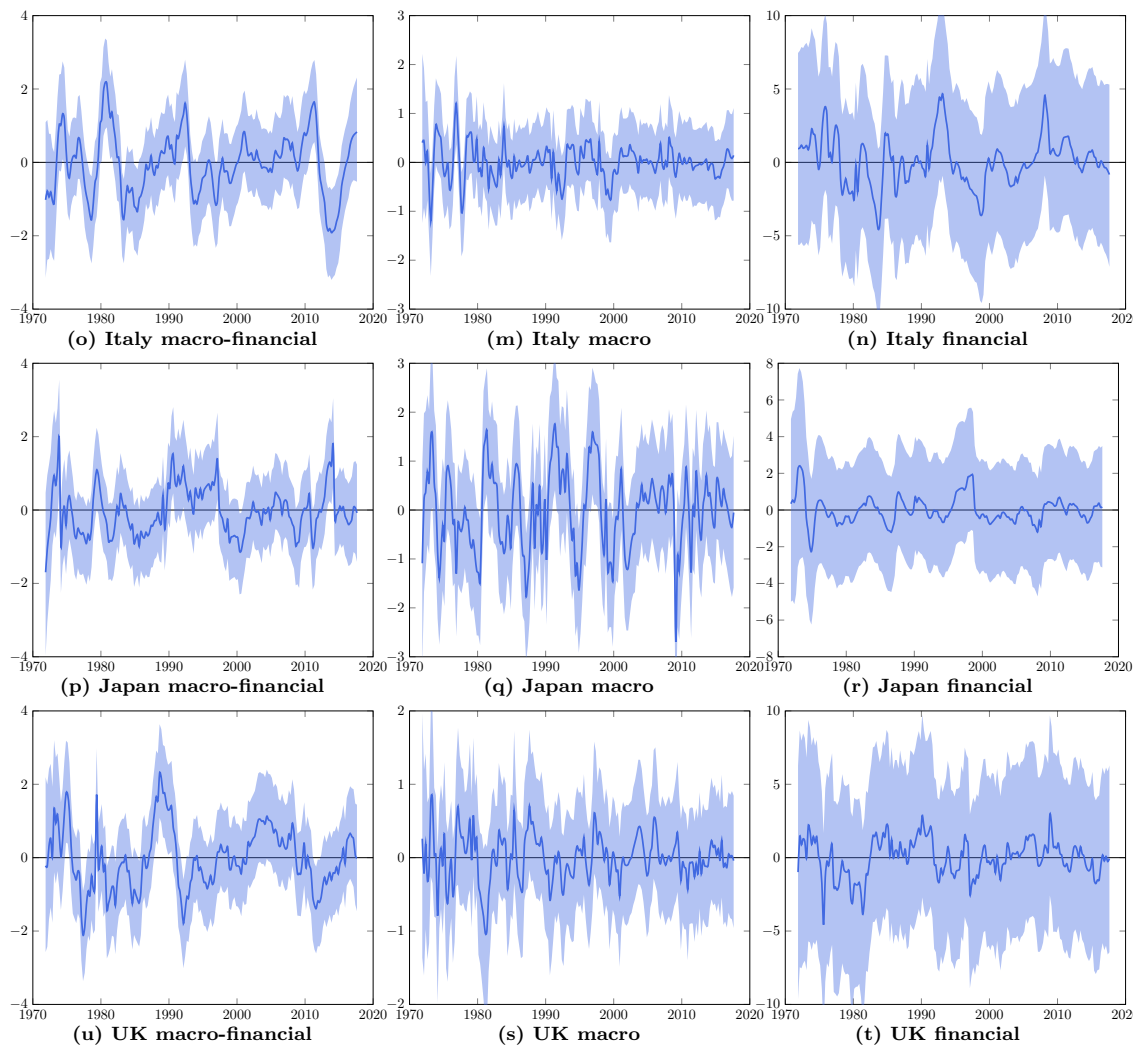 4 3 10
2 2 5
1
0 0 0
−1
−2 −2 −5
−4 −3 −10
1970 1980 1990 2000 2010 2020 1970 1980 1990 2000 2010 2020 1970 1980 1990 2000 2010 202
(o) Italy macro-financial (m) Italy macro (n) Italy financial
4 3 8
6
2 2 4
1 2
0 0 0
−1 −2
−2 −2 −4
−6
−4 −3 −8
1970 1980 1990 2000 2010 2020 1970 1980 1990 2000 2010 2020 1970 1980 1990 2000 2010 2020
(p) Japan macro-financial (q) Japan macro (r) Japan financial
4 2 10
2 1 5
0 0 0
−2 −1 −5
−4 −2 −10
1970 1980 1990 2000 2010 2020 1970 1980 1990 2000 2010 2020 1970 1980 1990 2000 2010 202
(u) UK macro-financial (s) UK macro (t) UK financial